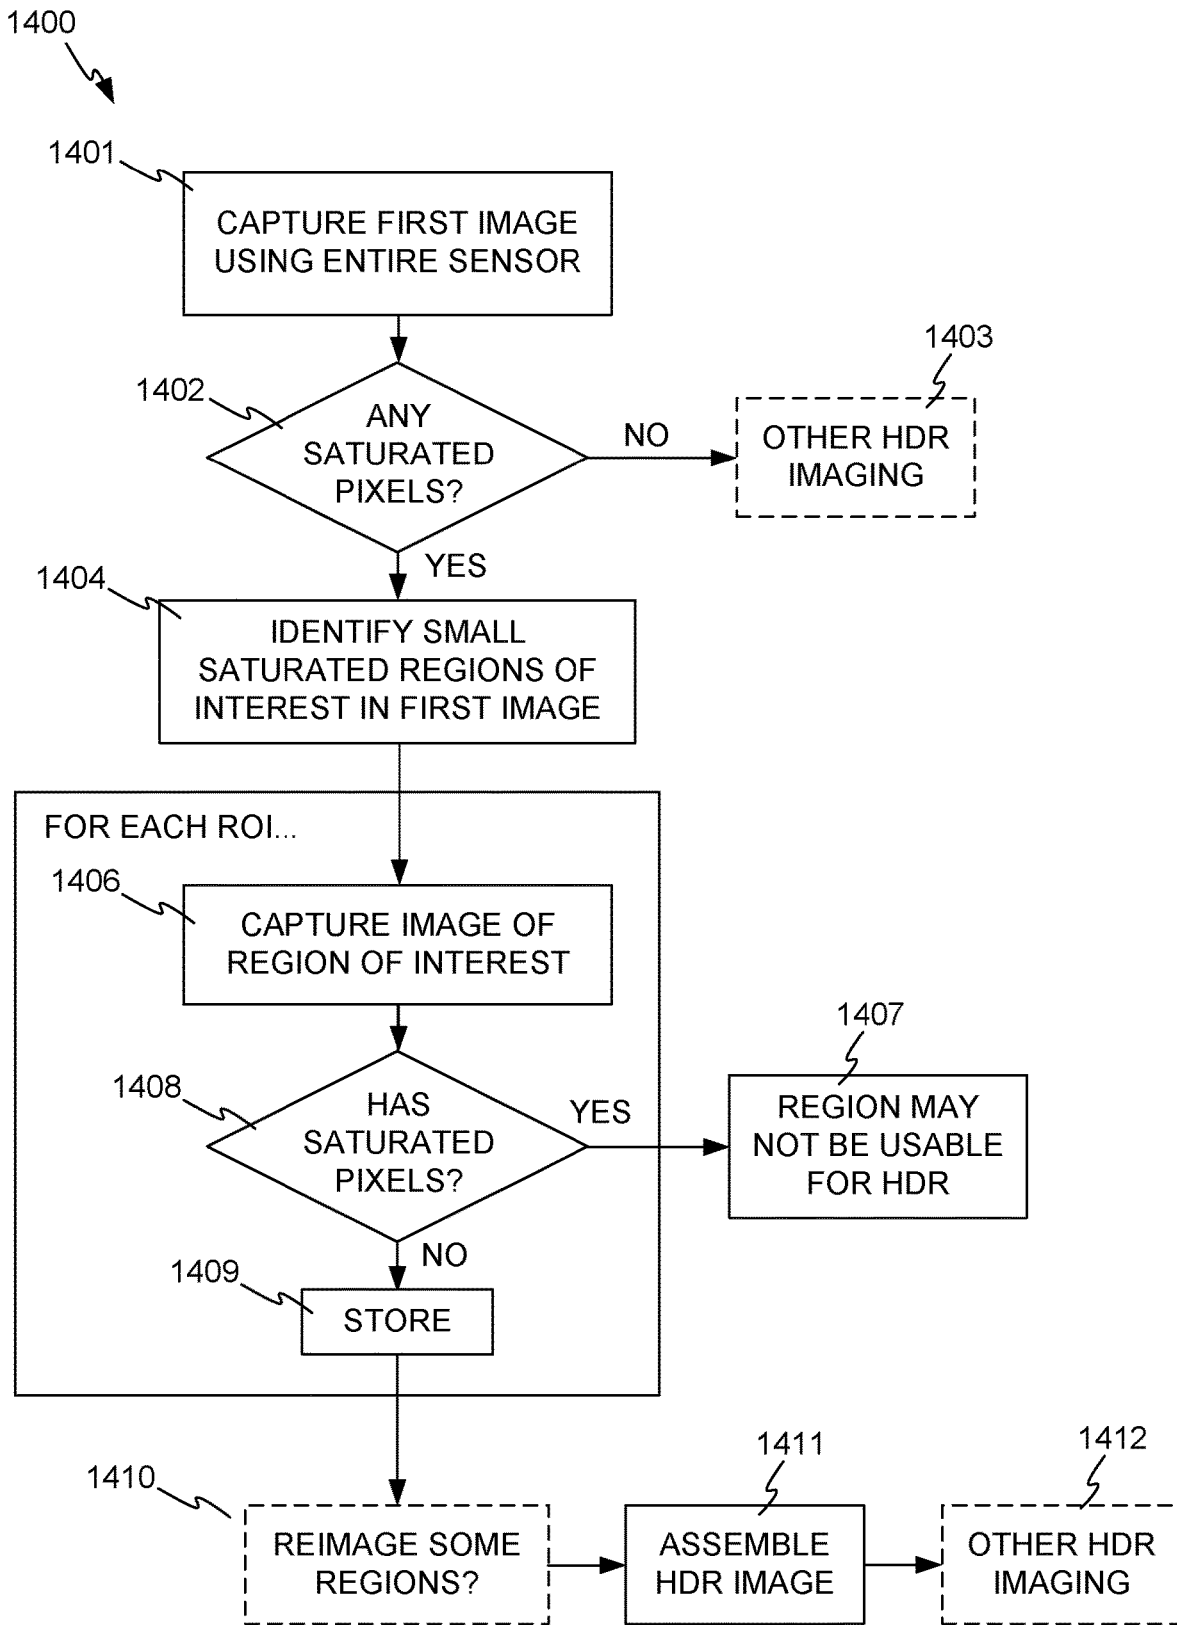 1400
1401
CAPTURE FIRST IMAGE
USING ENTIRE SENSOR
1402
ANY
SATURATED
PIXELS?
NO
1403
OTHER HDR
IMAGING
YES
1404
IDENTIFY SMALL
SATURATED REGIONS OF
INTEREST IN FIRST IMAGE
FOR EACH ROI...
1406
CAPTURE IMAGE OF
REGION OF INTEREST
1408
HAS
SATURATED
PIXELS?
YES
1407
REGION MAY
NOT BE USABLE
FOR HDR
NO
1409
STORE
1410
REIMAGE SOME
REGIONS?
1411
ASSEMBLE
HDR IMAGE
1412
OTHER HDR
IMAGING